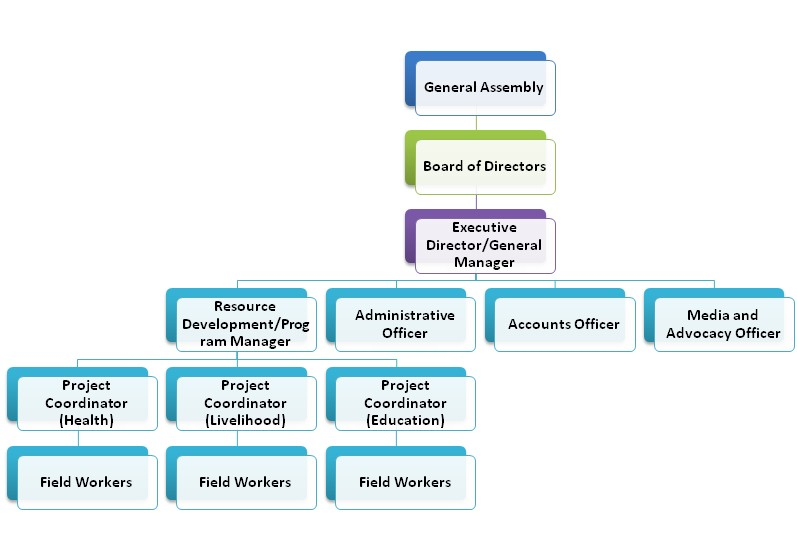 General Assembly
Board of Directors
Executive
Director/General
Manager
Resource
Development/Prog
ram Manager
Administrative
Officer
Accounts Officer
Media and
Advocacy Officer
Project
Coordinator
(Health)
Project
Coordinator
(Livelihood)
Project
Coordinator
(Education)
Field Workers
Field Workers
Field Workers